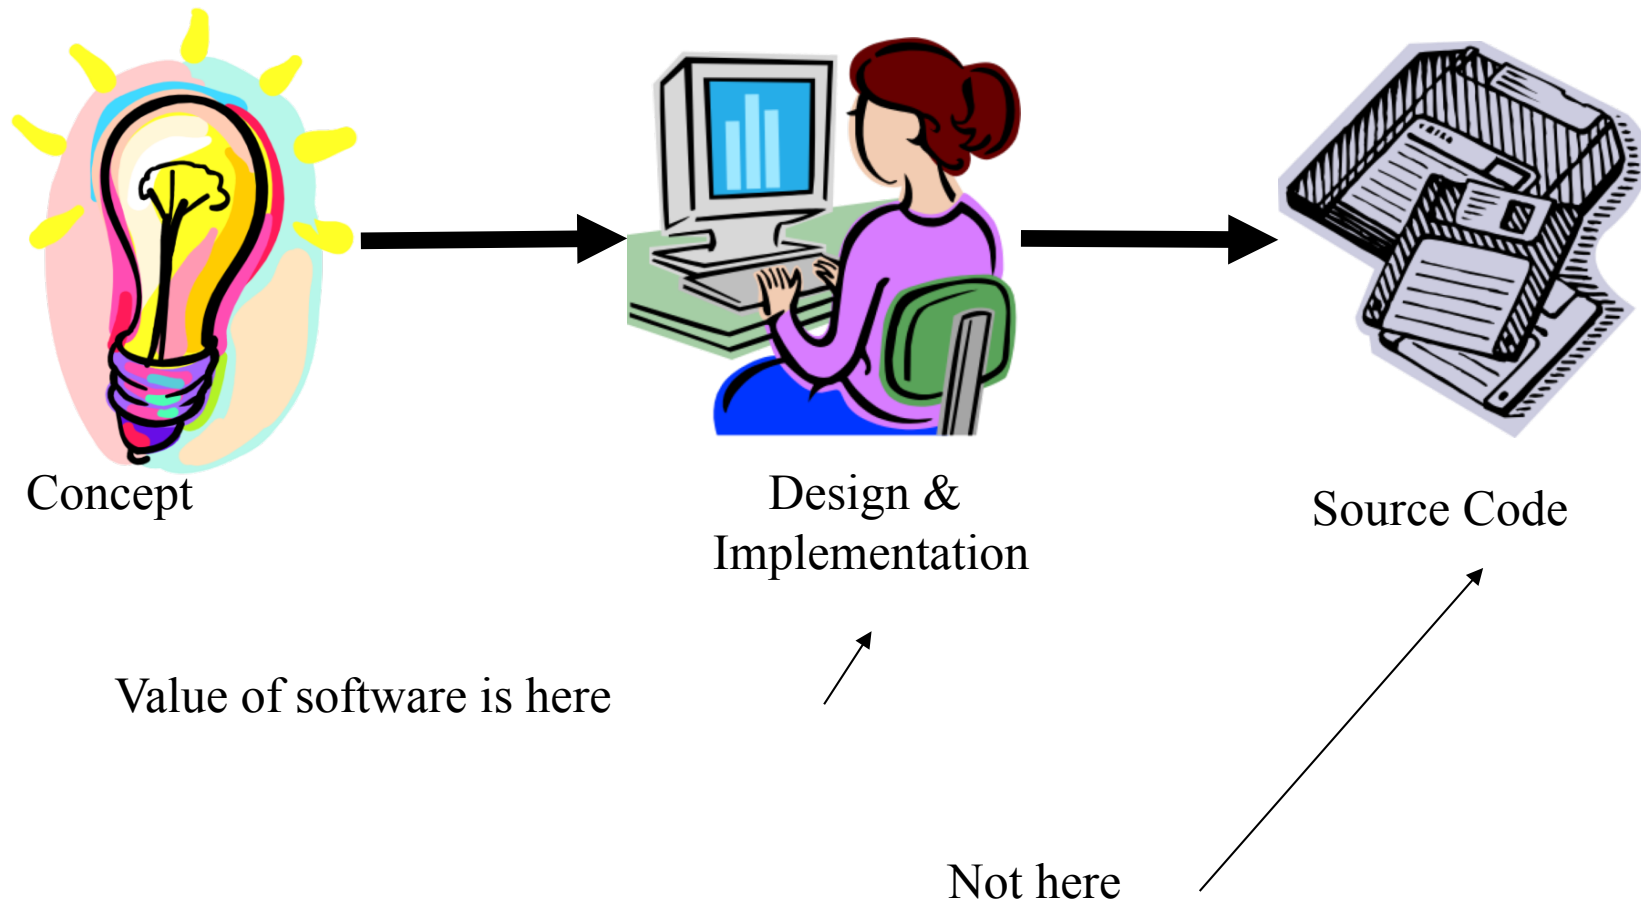 Concept
Design &
Implementation
Source Code
Value of software is here
Not here